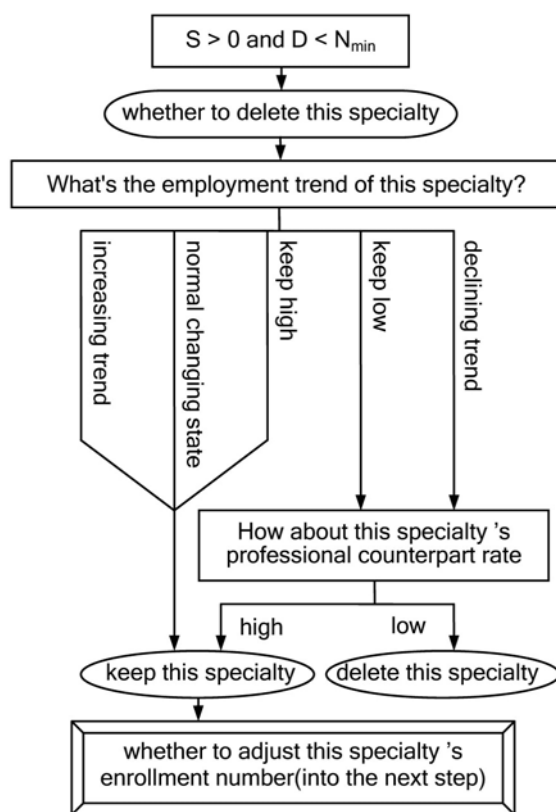 S > 0 and D < Nmin
whether to delete this specialty
What's the employment trend of this specialty?
increasing trend
normal changing state
keep high
keep low
declining trend
How about this specialty 's
professional counterpart rate
high
low
keep this specialty
delete this specialty
whether to adjust this specialty 's
enrollment number(into the next step)